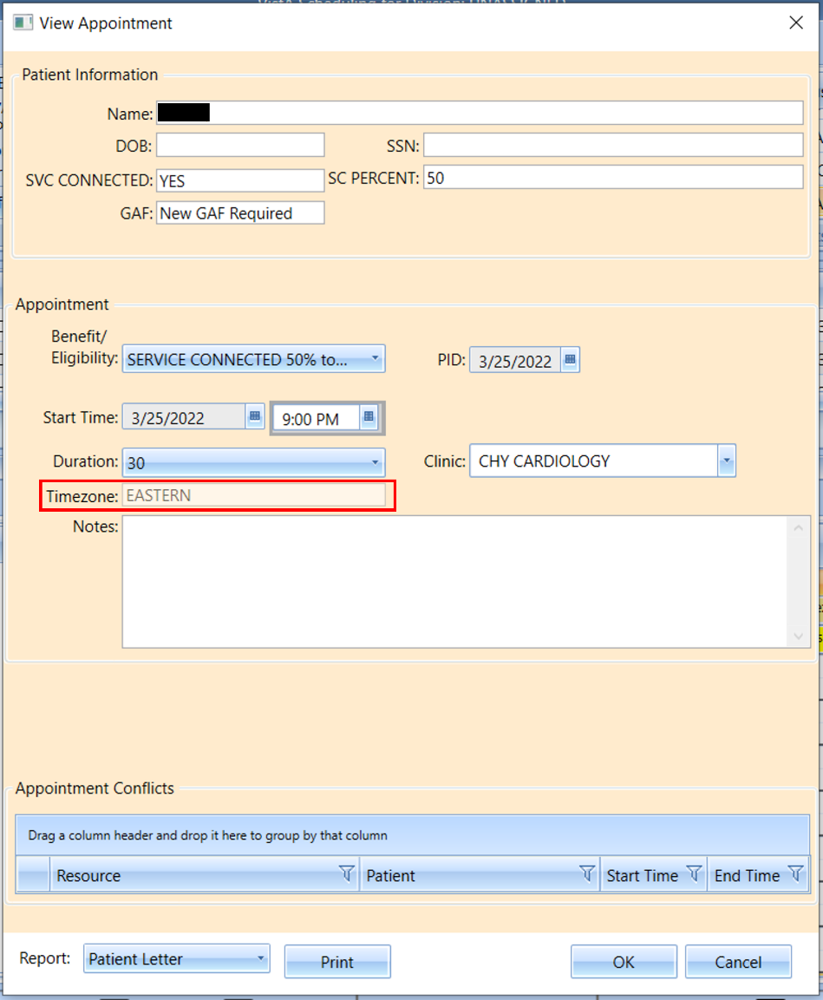 View Appointment
Patient Information
Name:
DOB:
SSN:
SVC CONNECTED: YES
SC PERCENT: 50
GAF: New GAF Required
Appointment
Benefit/
Eligibility: SERVICE CONNECTED 50% to...
PID: 3/25/2022
Start Time: 3/25/2022 9:00 PM
Duration: 30
Clinic: CHY CARDIOLOGY
Timezone: EASTERN
Notes:
Appointment Conflicts
Drag a column header and drop it here to group by that column
Resource Patient Start Time End Time
Report: Patient Letter Print OK Cancel